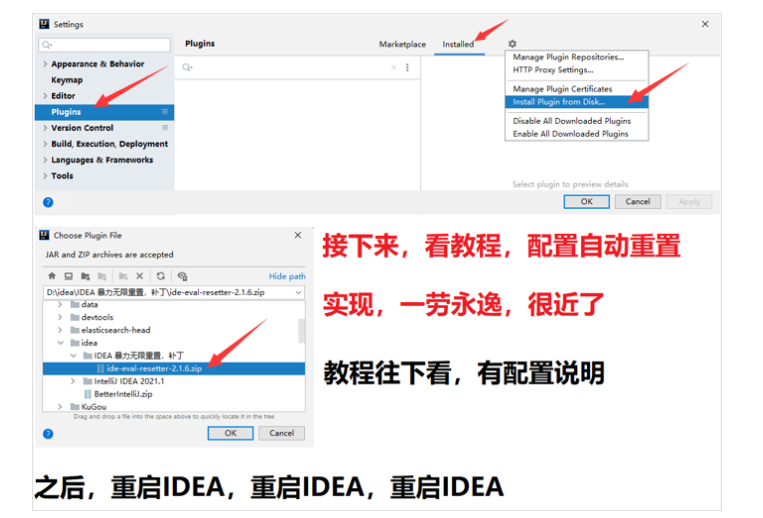 Settings
Plugins
Marketplace
Installed
Appearance & Behavior
Keymap
Editor
Plugins
Version Control
Build, Execution, Deployment
Languages & Frameworks
Tools
Manage Plugin Repositories...
HTTP Proxy Settings...
Manage Plugin Certificates
Install Plugin from Disk...
Disable All Downloaded Plugins
Enable All Downloaded Plugins
Select plugin to preview details
OK
Cancel
Apply
Choose Plugin File
JAR and ZIP archives are accepted
Hide path
D:\idea\IDEA 暴力无限重置，补丁\ide-eval-resetter-2.1.6.zip
data
devtools
elasticsearch-head
idea
IDEA 暴力无限重置，补丁
ide-eval-resetter-2.1.6.zip
IntelliJ IDEA 2021.1
BetterIntelliJ.zip
KuGou
Drag and drop a file into the space above to quickly locate it in the tree
OK
Cancel
接下来，看教程，配置自动重置
实现，一劳永逸，很近了
教程往下看，有配置说明
之后，重启IDEA，重启IDEA，重启IDEA